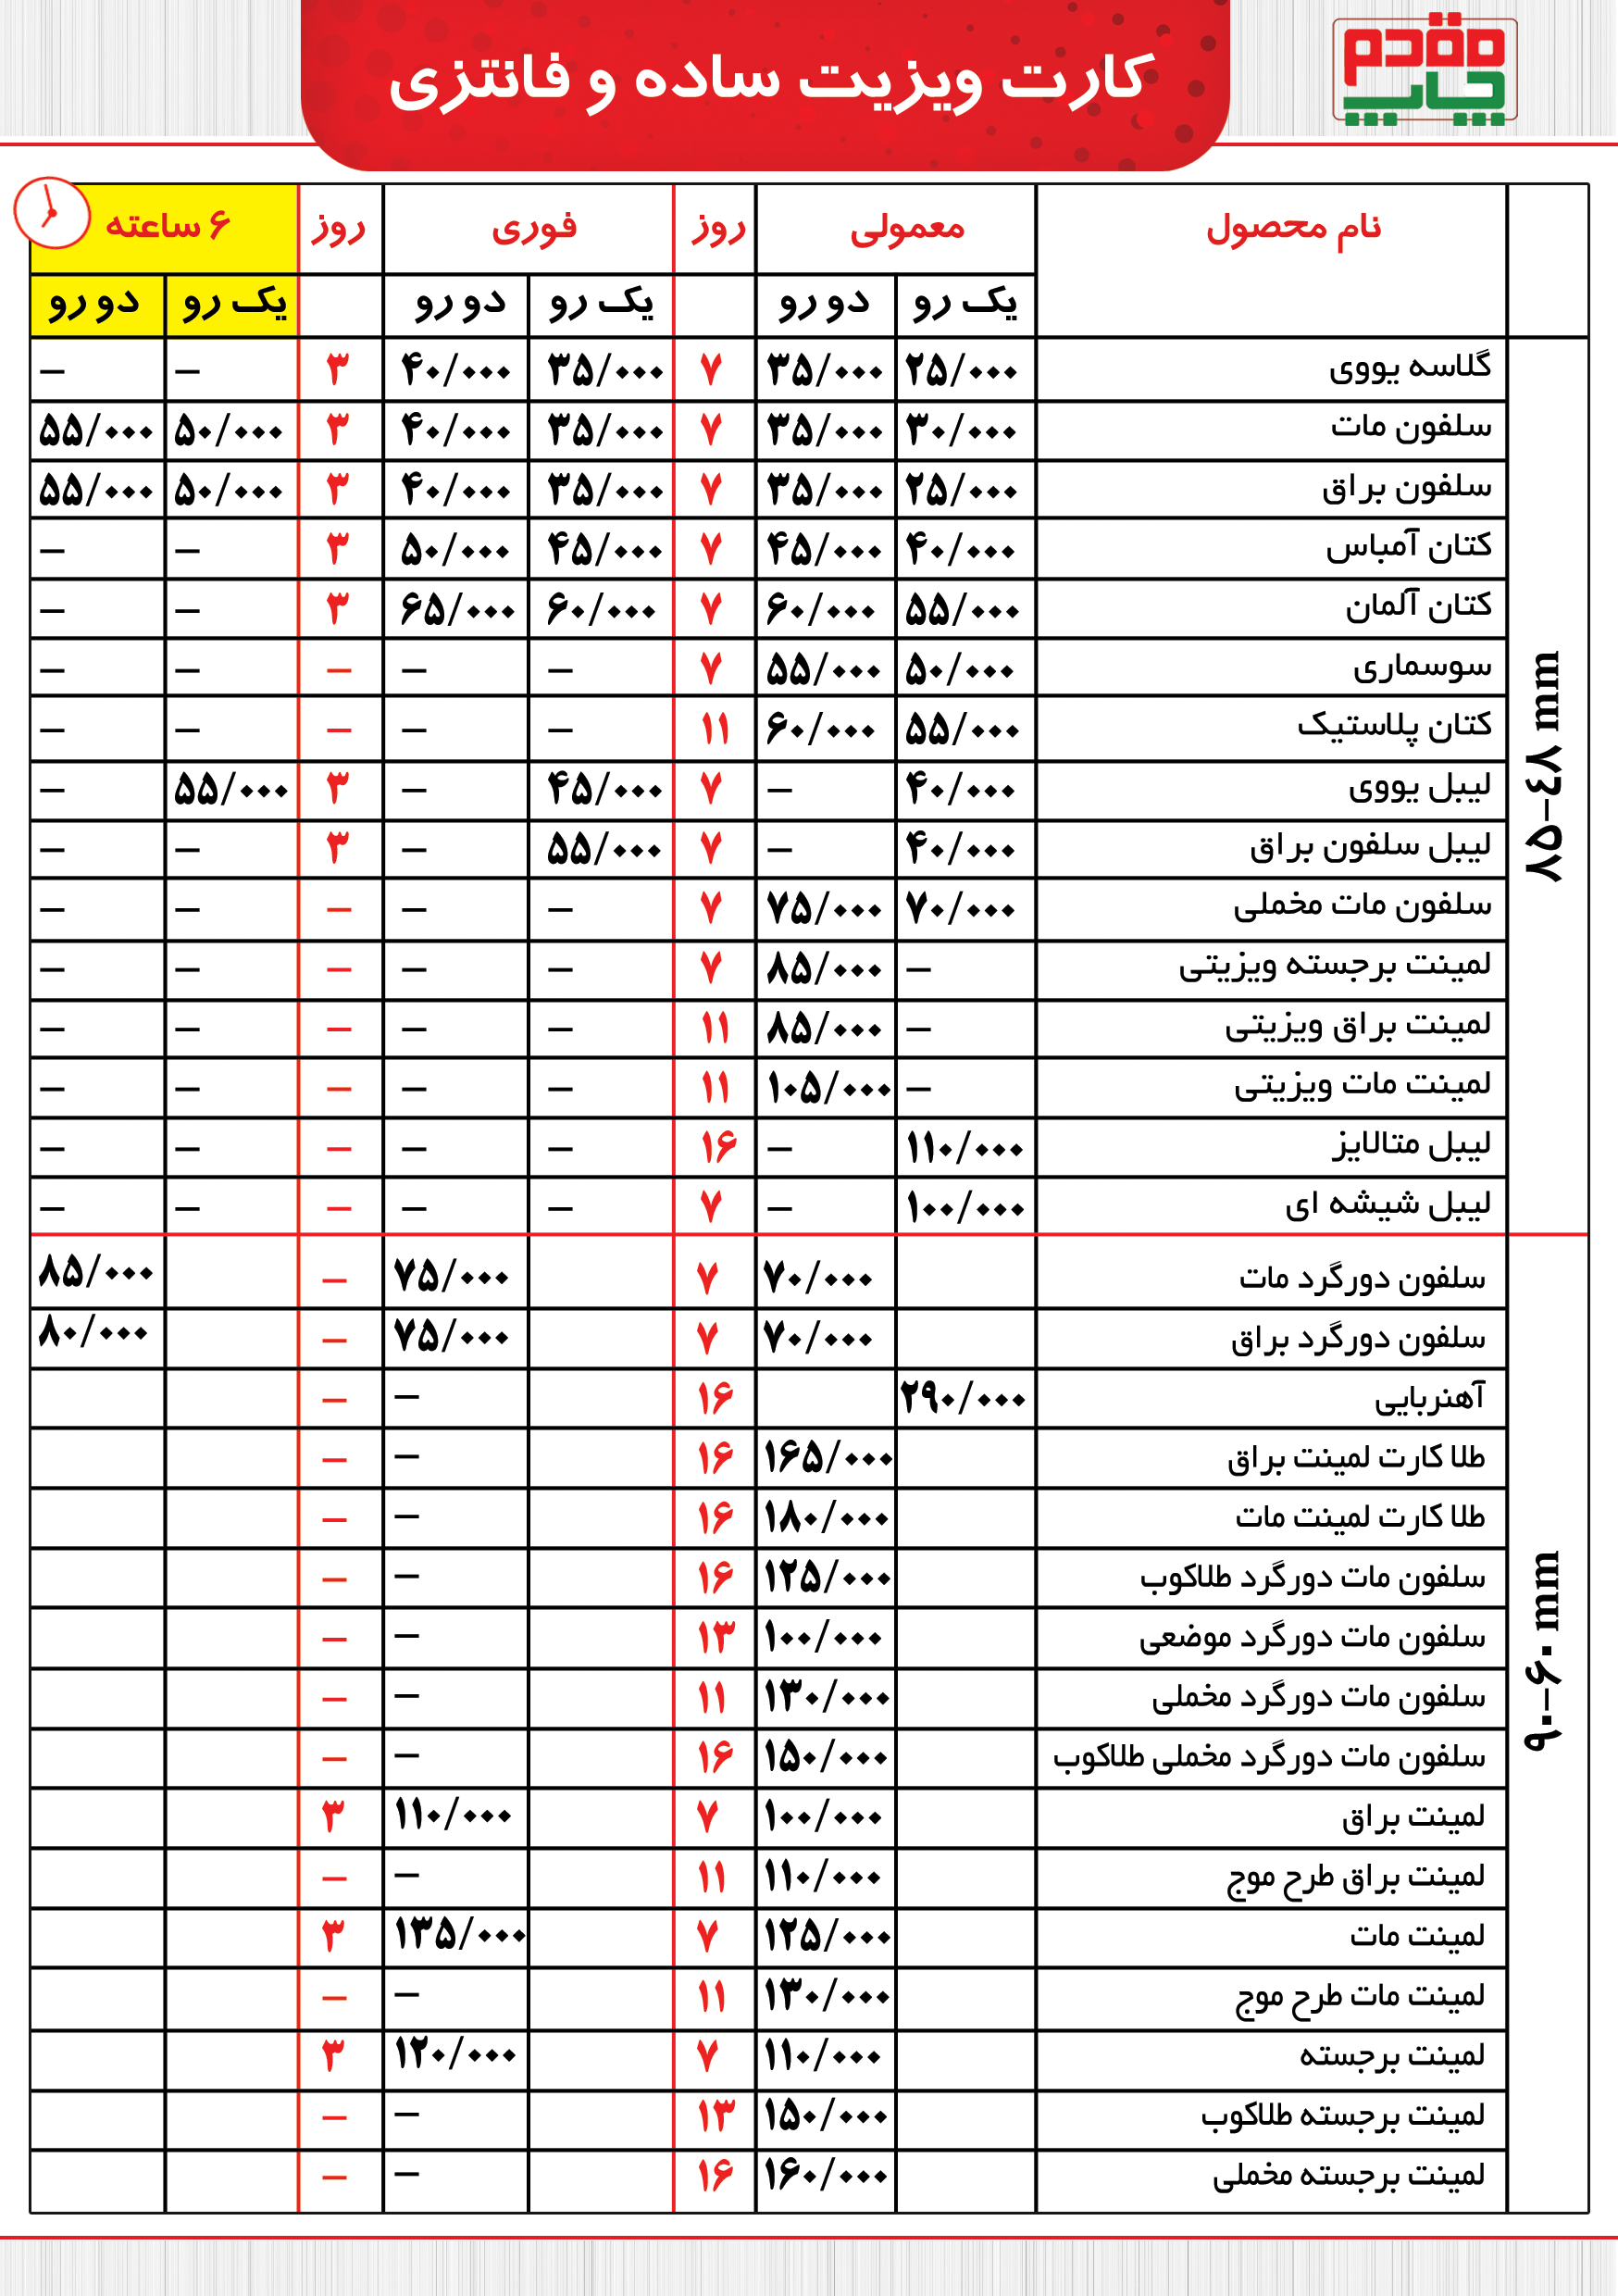 مقدم
چاپ
کارت ویزیت ساده و فانتزی
نام محصول معمولی روز فوری روز ۶ ساعته
یک رو دو رو یک رو دو رو یک رو دو رو
۸۵-٤۸ mm
گلاسه یووی ۲۵/۰۰۰ ۳۵/۰۰۰ ۷ ۳۵/۰۰۰ ۴۰/۰۰۰ ۳ – –
سلفون مات ۳۰/۰۰۰ ۳۵/۰۰۰ ۷ ۳۵/۰۰۰ ۴۰/۰۰۰ ۳ ۵۰/۰۰۰ ۵۵/۰۰۰
سلفون براق ۲۵/۰۰۰ ۳۵/۰۰۰ ۷ ۳۵/۰۰۰ ۴۰/۰۰۰ ۳ ۵۰/۰۰۰ ۵۵/۰۰۰
کتان آمباس ۴۰/۰۰۰ ۴۵/۰۰۰ ۷ ۴۵/۰۰۰ ۵۰/۰۰۰ ۳ – –
کتان آلمان ۵۵/۰۰۰ ۶۰/۰۰۰ ۷ ۶۰/۰۰۰ ۶۵/۰۰۰ ۳ – –
سوسماری ۵۰/۰۰۰ ۵۵/۰۰۰ ۷ – – – – –
کتان پلاستیک ۵۵/۰۰۰ ۶۰/۰۰۰ ۱۱ – – – – –
لیبل یووی ۴۰/۰۰۰ – ۷ ۴۵/۰۰۰ – ۳ ۵۵/۰۰۰ –
لیبل سلفون براق ۴۰/۰۰۰ – ۷ ۵۵/۰۰۰ – ۳ – –
سلفون مات مخملی ۷۰/۰۰۰ ۷۵/۰۰۰ ۷ – – – – –
لمینت برجسته ویزیتی – ۸۵/۰۰۰ ۷ – – – – –
لمینت براق ویزیتی – ۸۵/۰۰۰ ۱۱ – – – – –
لمینت مات ویزیتی – ۱۰۵/۰۰۰ ۱۱ – – – – –
لیبل متالایز ۱۱۰/۰۰۰ – ۱۶ – – – – –
لیبل شیشه ای ۱۰۰/۰۰۰ – ۷ – – – – –
۹۰-۶۰ mm
سلفون دورگرد مات ۷۰/۰۰۰ ۷ ۷۵/۰۰۰ – ۸۵/۰۰۰
سلفون دورگرد براق ۷۰/۰۰۰ ۷ ۷۵/۰۰۰ – ۸۰/۰۰۰
آهنربایی ۲۹۰/۰۰۰ ۱۶ – –
طلا کارت لمینت براق ۱۶۵/۰۰۰ ۱۶ – –
طلا کارت لمینت مات ۱۸۰/۰۰۰ ۱۶ – –
سلفون مات دورگرد طلاکوب ۱۲۵/۰۰۰ ۱۶ – –
سلفون مات دورگرد موضعی ۱۰۰/۰۰۰ ۱۳ – –
سلفون مات دورگرد مخملی ۱۳۰/۰۰۰ ۱۱ – –
سلفون مات دورگرد مخملی طلاکوب ۱۵۰/۰۰۰ ۱۶ – –
لمینت براق ۱۰۰/۰۰۰ ۷ ۱۱۰/۰۰۰ ۳
لمینت براق طرح موج ۱۱۰/۰۰۰ ۱۱ – –
لمینت مات ۱۲۵/۰۰۰ ۷ ۱۳۵/۰۰۰ ۳
لمینت مات طرح موج ۱۳۰/۰۰۰ ۱۱ – –
لمینت برجسته ۱۱۰/۰۰۰ ۷ ۱۲۰/۰۰۰ ۳
لمینت برجسته طلاکوب ۱۵۰/۰۰۰ ۱۳ – –
لمینت برجسته مخملی ۱۶۰/۰۰۰ ۱۶ – –